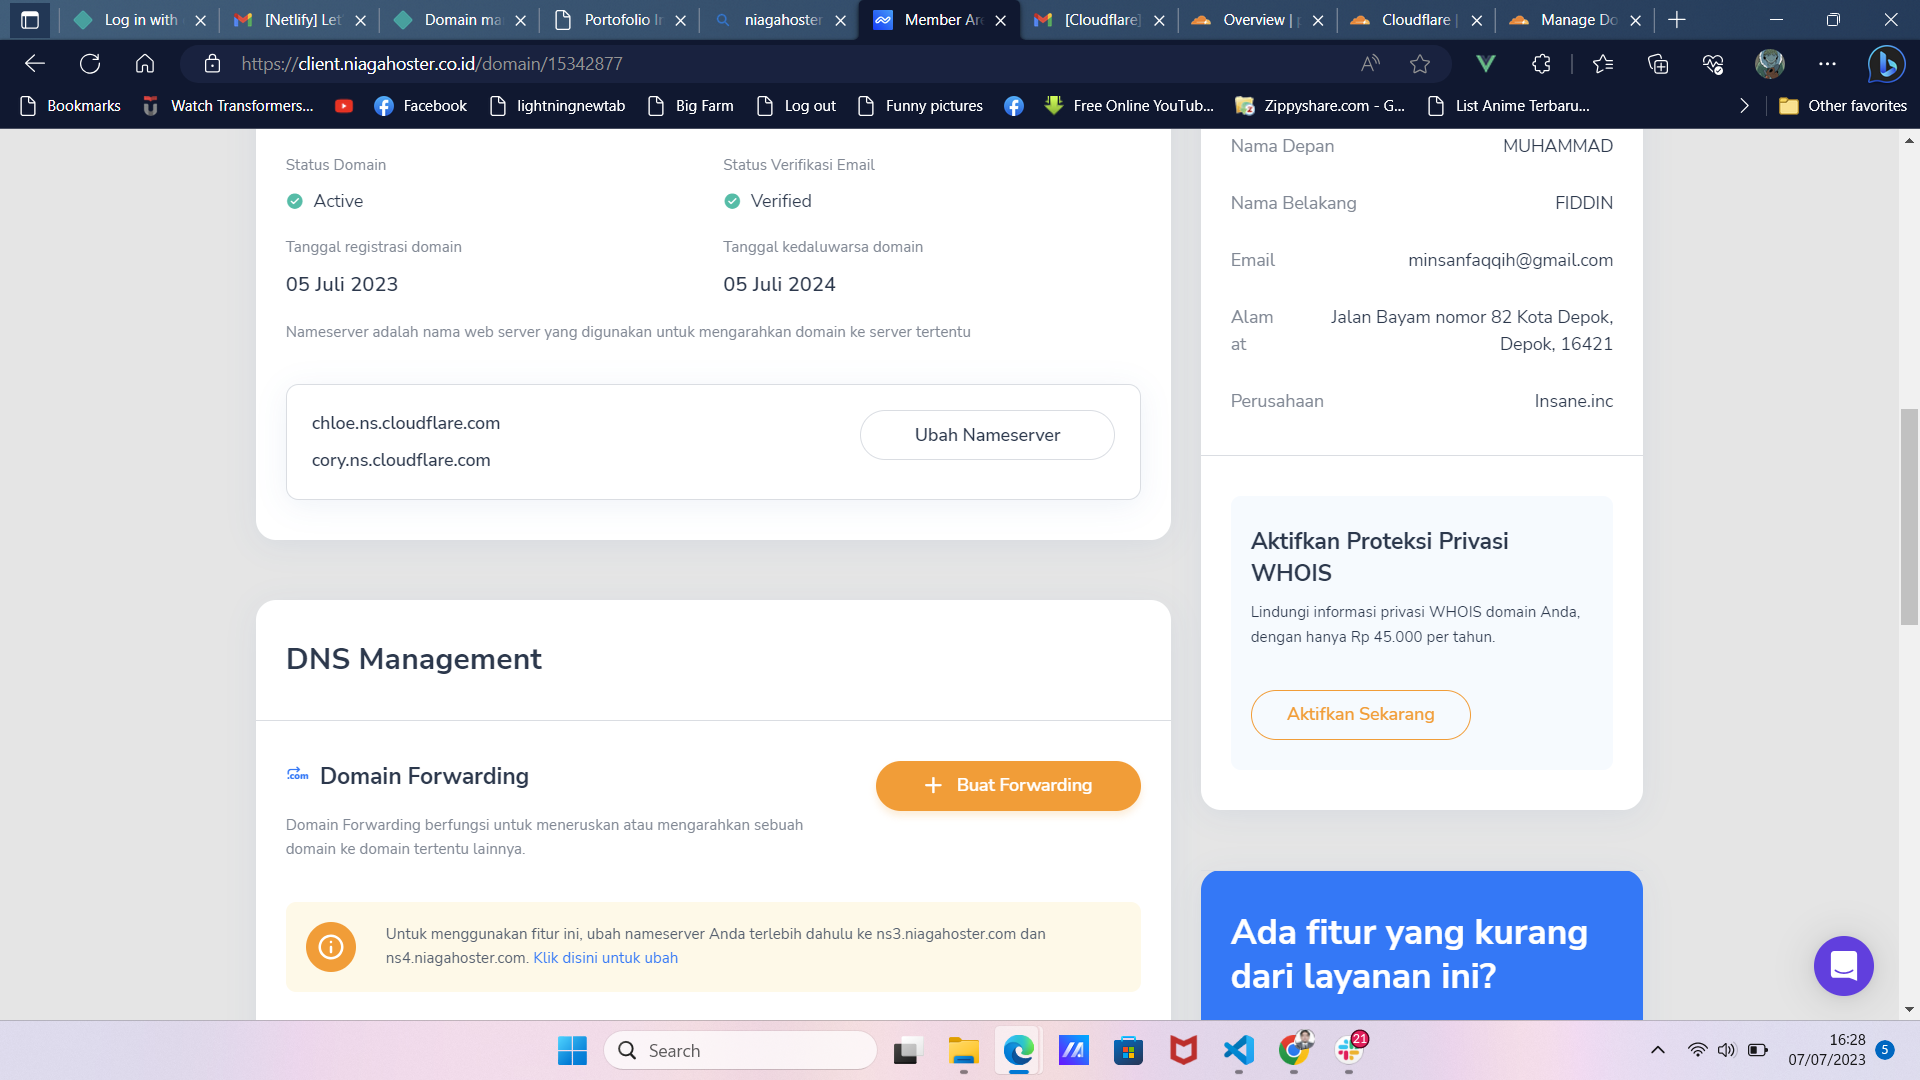 Log in with
[Netlify] Let
Domain ma
Portofolio I
niagahoster
Member Are
[Cloudflare]
Overview |
Cloudflare |
Manage Do
https://client.niagahoster.co.id/domain/15342877
Bookmarks
Watch Transformers...
Facebook
lightningnewtab
Big Farm
Log out
Funny pictures
Free Online YouTub...
Zippyshare.com - G...
List Anime Terbaru...
Other favorites
Status Domain
Status Verifikasi Email
Active
Verified
Tanggal registrasi domain
Tanggal kedaluwarsa domain
05 Juli 2023
05 Juli 2024
Nameserver adalah nama web server yang digunakan untuk mengarahkan domain ke server tertentu
chloe.ns.cloudflare.com
cory.ns.cloudflare.com
Ubah Nameserver
DNS Management
.com
Domain Forwarding
+ Buat Forwarding
Domain Forwarding berfungsi untuk meneruskan atau mengarahkan sebuah
domain ke domain tertentu lainnya.
Untuk menggunakan fitur ini, ubah nameserver Anda terlebih dahulu ke ns3.niagahoster.com dan
ns4.niagahoster.com. Klik disini untuk ubah
Nama Depan
MUHAMMAD
Nama Belakang
FIDDIN
Email
minsanfaqqih@gmail.com
Alam
at
Jalan Bayam nomor 82 Kota Depok,
Depok, 16421
Perusahaan
Insane.inc
Aktifkan Proteksi Privasi
WHOIS
Lindungi informasi privasi WHOIS domain Anda,
dengan hanya Rp 45.000 per tahun.
Aktifkan Sekarang
Ada fitur yang kurang
dari layanan ini?
Search
21
16:28
07/07/2023
5